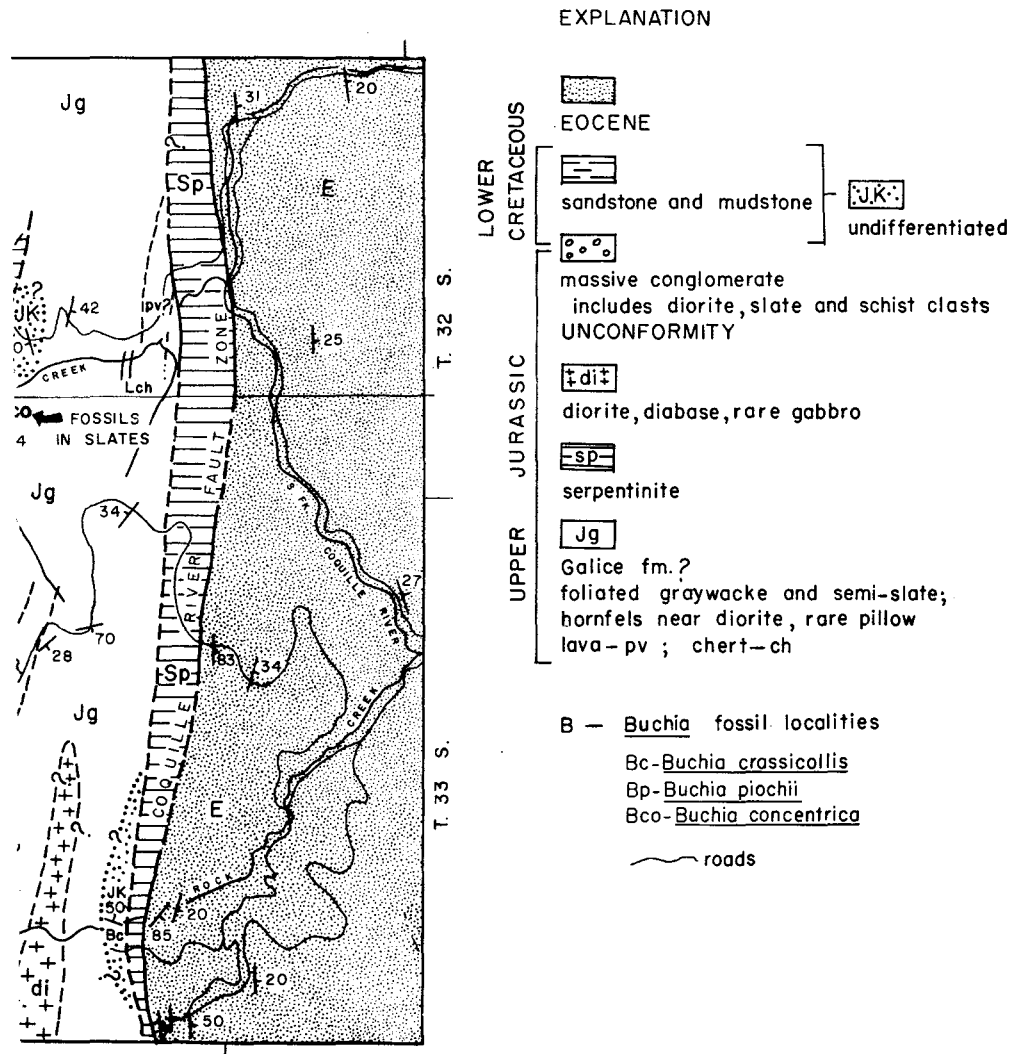 Jg
31
20
?
Sp
E
ZONE
?
JK
42
pv?
25
T. 32 S.
CREEK
Lch
FOSSILS
IN SLATES
4
Jg
FAULT
34
S. FK. COQUILLE RIVER
27
RIVER
70
28
83
34
Sp
CREEK
Jg
COQUILLE
T. 33 S.
?
?
?
E
ROCK
JK
50
20
Bc
85
?
di
20
50
EXPLANATION
EOCENE
LOWER CRETACEOUS
sandstone and mudstone
J.K
undifferentiated
massive conglomerate
includes diorite, slate and schist clasts
UNCONFORMITY
UPPER JURASSIC
di
diorite, diabase, rare gabbro
sp
serpentinite
Jg
Galice fm.?
foliated graywacke and semi-slate;
hornfels near diorite, rare pillow
lava-pv ; chert-ch
B — Buchia fossil localities
Bc-Buchia crassicollis
Bp-Buchia piochii
Bco-Buchia concentrica
roads